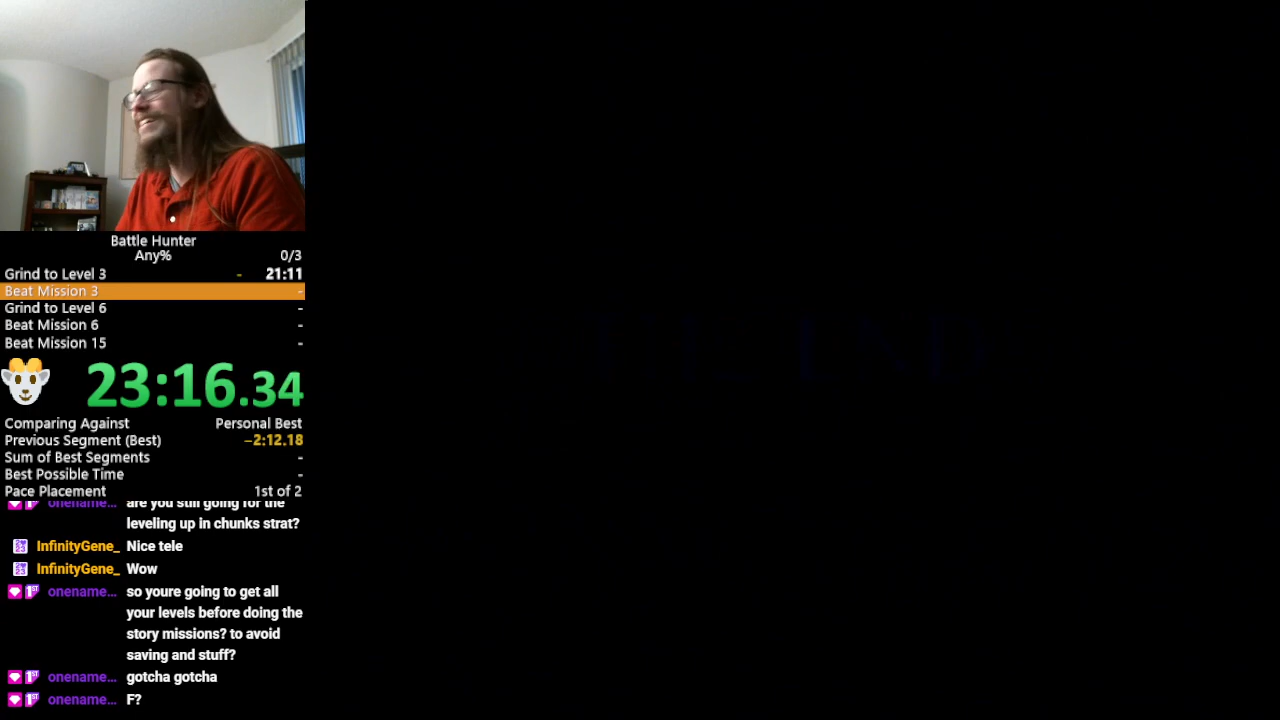 Battle Hunter
Any% 0/3
Grind to Level 3 - 21:11
Beat Mission 3 -
Grind to Level 6 -
Beat Mission 6 -
Beat Mission 15 -
23:16.34
Comparing Against Personal Best
Previous Segment (Best) −2:12.18
Sum of Best Segments -
Best Possible Time -
Pace Placement 1st of 2
onename... are you still going for the
leveling up in chunks strat?
InfinityGene_ Nice tele
InfinityGene_ Wow
onename... so youre going to get all
your levels before doing the
story missions? to avoid
saving and stuff?
onename... gotcha gotcha
onename... F?